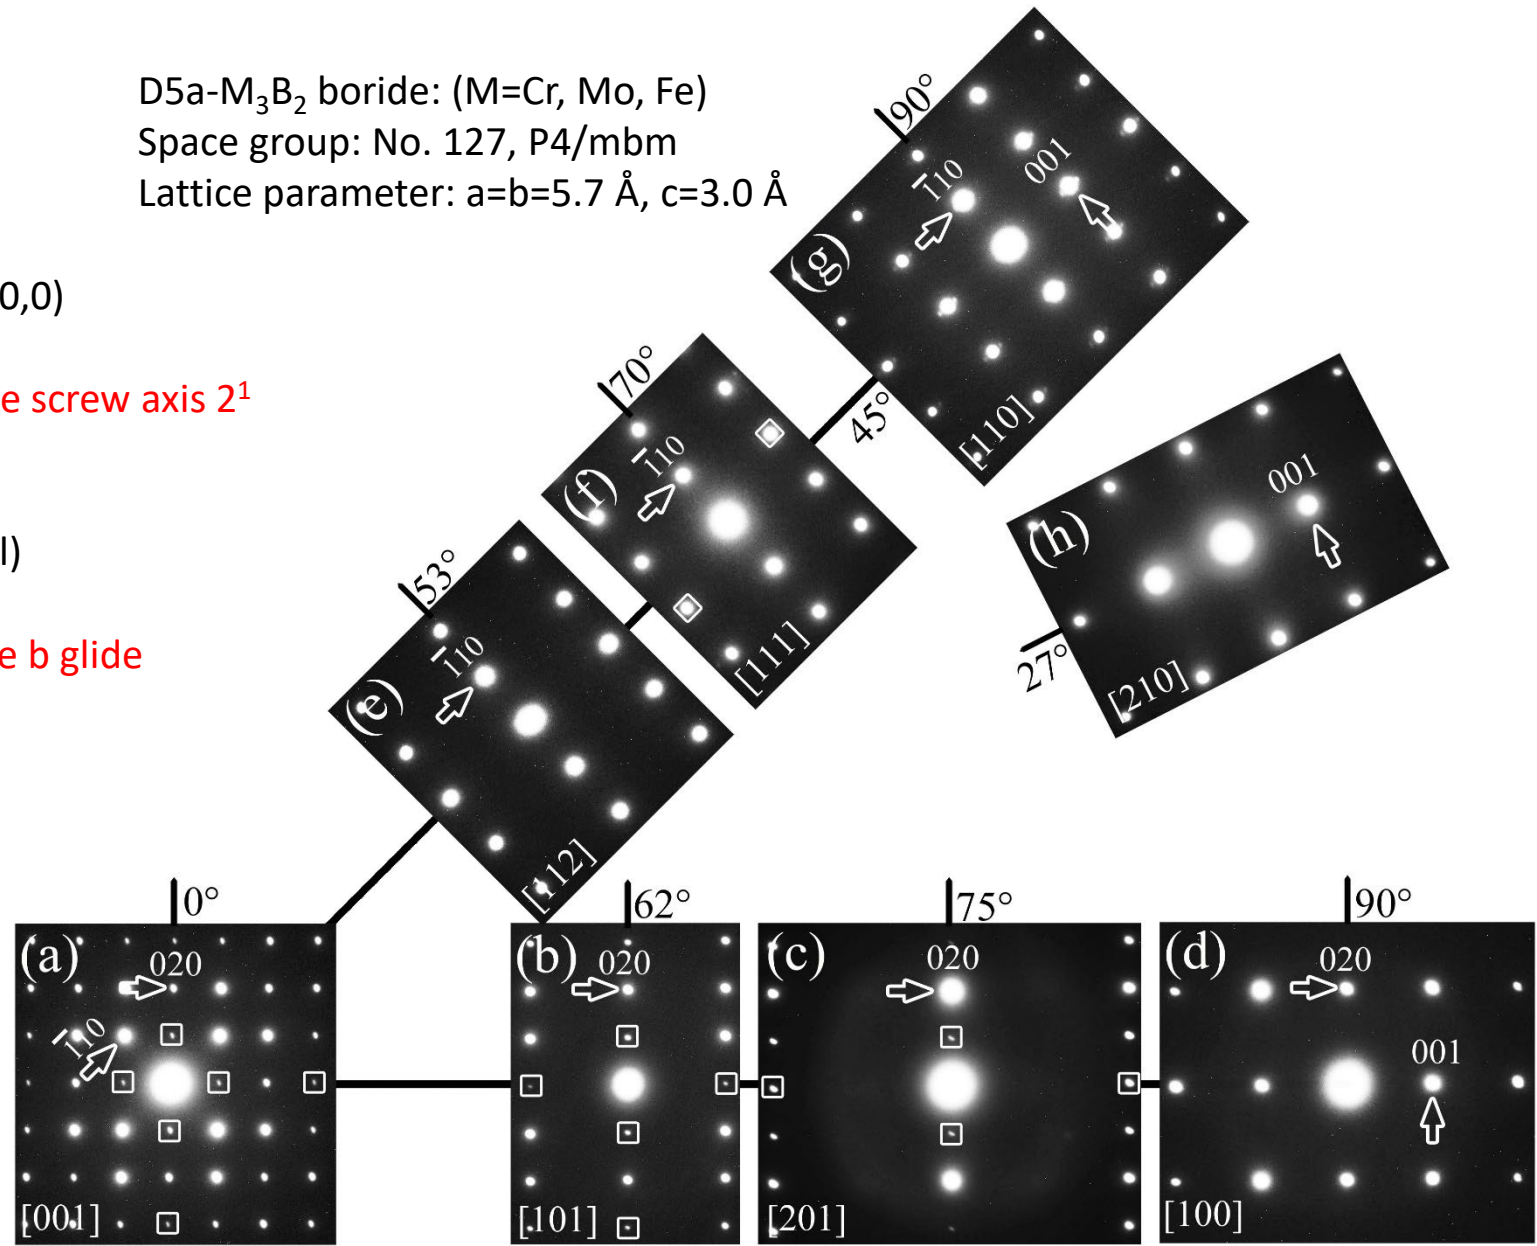 D5a-M₃B₂ boride: (M=Cr, Mo, Fe)
Space group: No. 127, P4/mbm
Lattice parameter: a=b=5.7 Å, c=3.0 Å
0,0)
e screw axis 2¹
l)
e b glide
90°
1̅10
001
(g)
[110]
45°
70°
1̅10
(f)
[111]
001
(h)
[210]
27°
53°
1̅10
(e)
[112]
0°
(a)
020
1̅10
[001]
62°
(b)
020
[101]
75°
(c)
020
[201]
90°
(d)
020
001
[100]